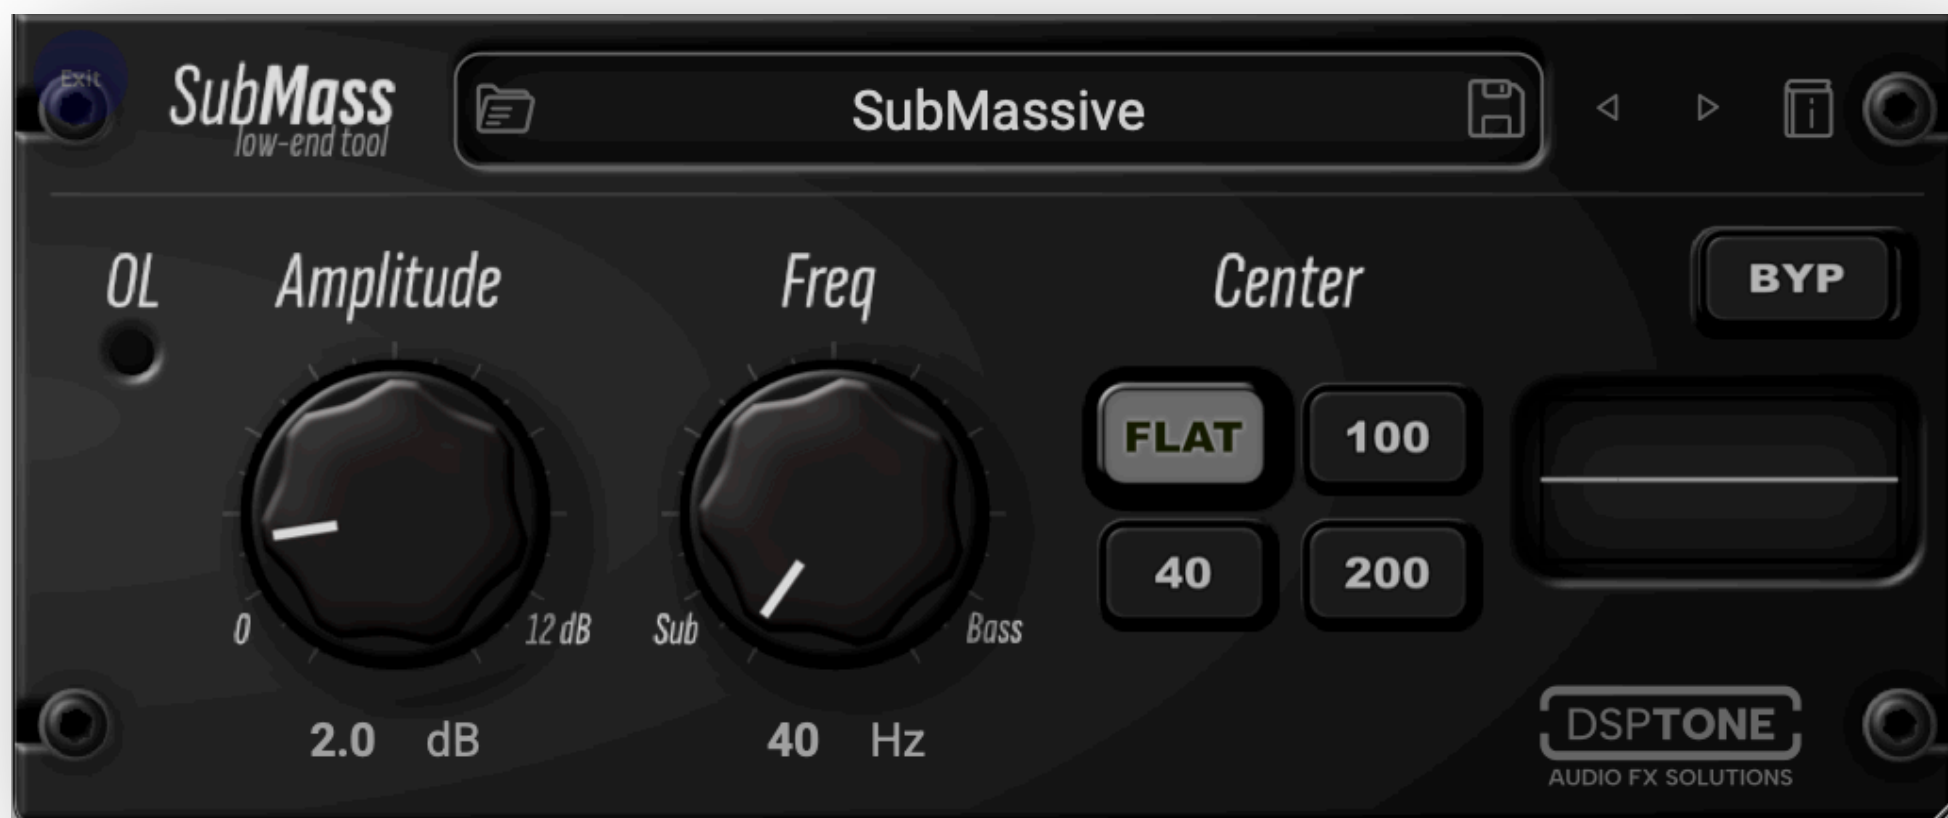 Exit
SubMass
low-end tool
SubMassive
OL
Amplitude
Freq
Center
BYP
FLAT
100
40
200
0
12 dB
Sub
Bass
2.0 dB
40 Hz
DSPTONE
AUDIO FX SOLUTIONS